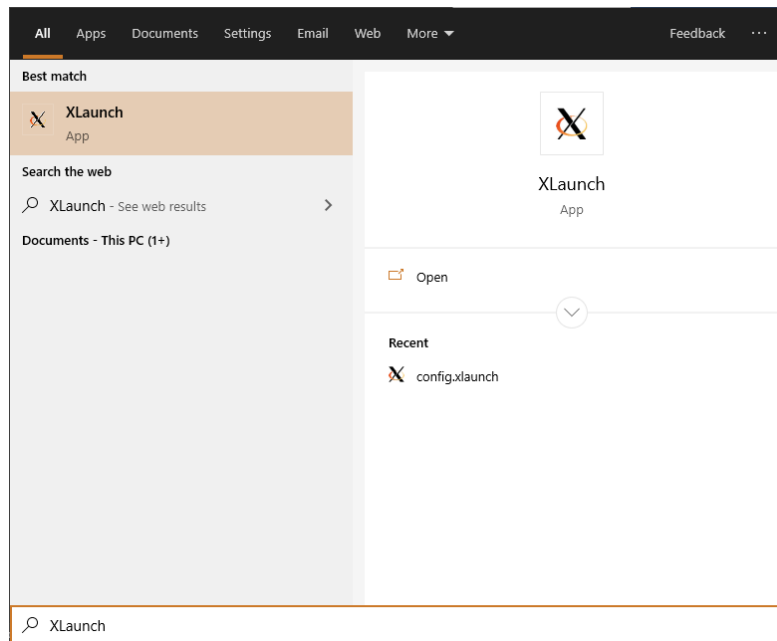 All Apps Documents Settings Email Web More Feedback ...
Best match
XLaunch
App
Search the web
XLaunch - See web results
Documents - This PC (1+)
XLaunch
App
Open
Recent
config.xlaunch
XLaunch